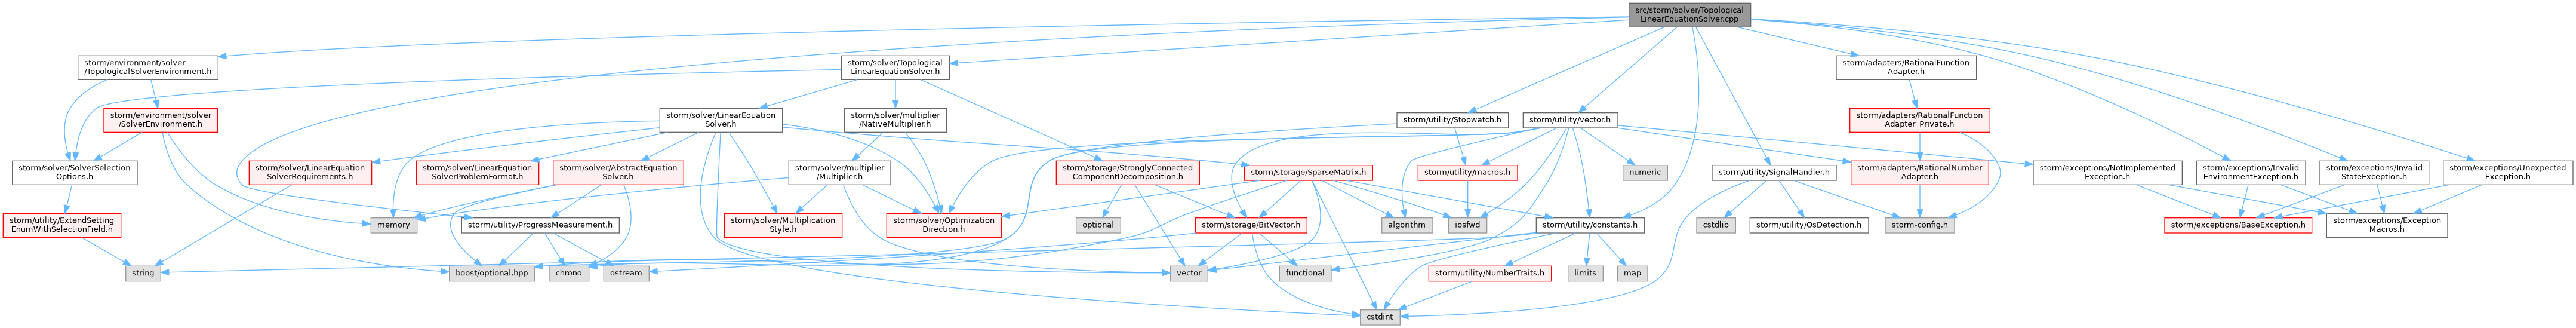 src/storm/solver/Topological
LinearEquationSolver.cpp
storm/environment/solver
/TopologicalSolverEnvironment.h
storm/solver/Topological
LinearEquationSolver.h
storm/adapters/RationalFunction
Adapter.h
storm/environment/solver
/SolverEnvironment.h
storm/solver/LinearEquation
Solver.h
storm/solver/multiplier
/NativeMultiplier.h
storm/utility/Stopwatch.h
storm/utility/vector.h
storm/adapters/RationalFunction
Adapter_Private.h
storm/solver/SolverSelection
Options.h
storm/solver/LinearEquation
SolverRequirements.h
storm/solver/LinearEquation
SolverProblemFormat.h
storm/solver/AbstractEquation
Solver.h
storm/solver/multiplier
/Multiplier.h
storm/storage/StronglyConnected
ComponentDecomposition.h
storm/storage/SparseMatrix.h
storm/utility/macros.h
numeric
storm/utility/SignalHandler.h
storm/adapters/RationalNumber
Adapter.h
storm/exceptions/NotImplemented
Exception.h
storm/exceptions/Invalid
EnvironmentException.h
storm/exceptions/Invalid
StateException.h
storm/exceptions/Unexpected
Exception.h
storm/utility/ExtendSetting
EnumWithSelectionField.h
memory
storm/utility/ProgressMeasurement.h
storm/solver/Multiplication
Style.h
storm/solver/Optimization
Direction.h
optional
storm/storage/BitVector.h
algorithm
iosfwd
storm/utility/constants.h
cstdlib
storm/utility/OsDetection.h
storm-config.h
storm/exceptions/BaseException.h
storm/exceptions/Exception
Macros.h
string
boost/optional.hpp
chrono
ostream
vector
functional
storm/utility/NumberTraits.h
limits
map
cstdint